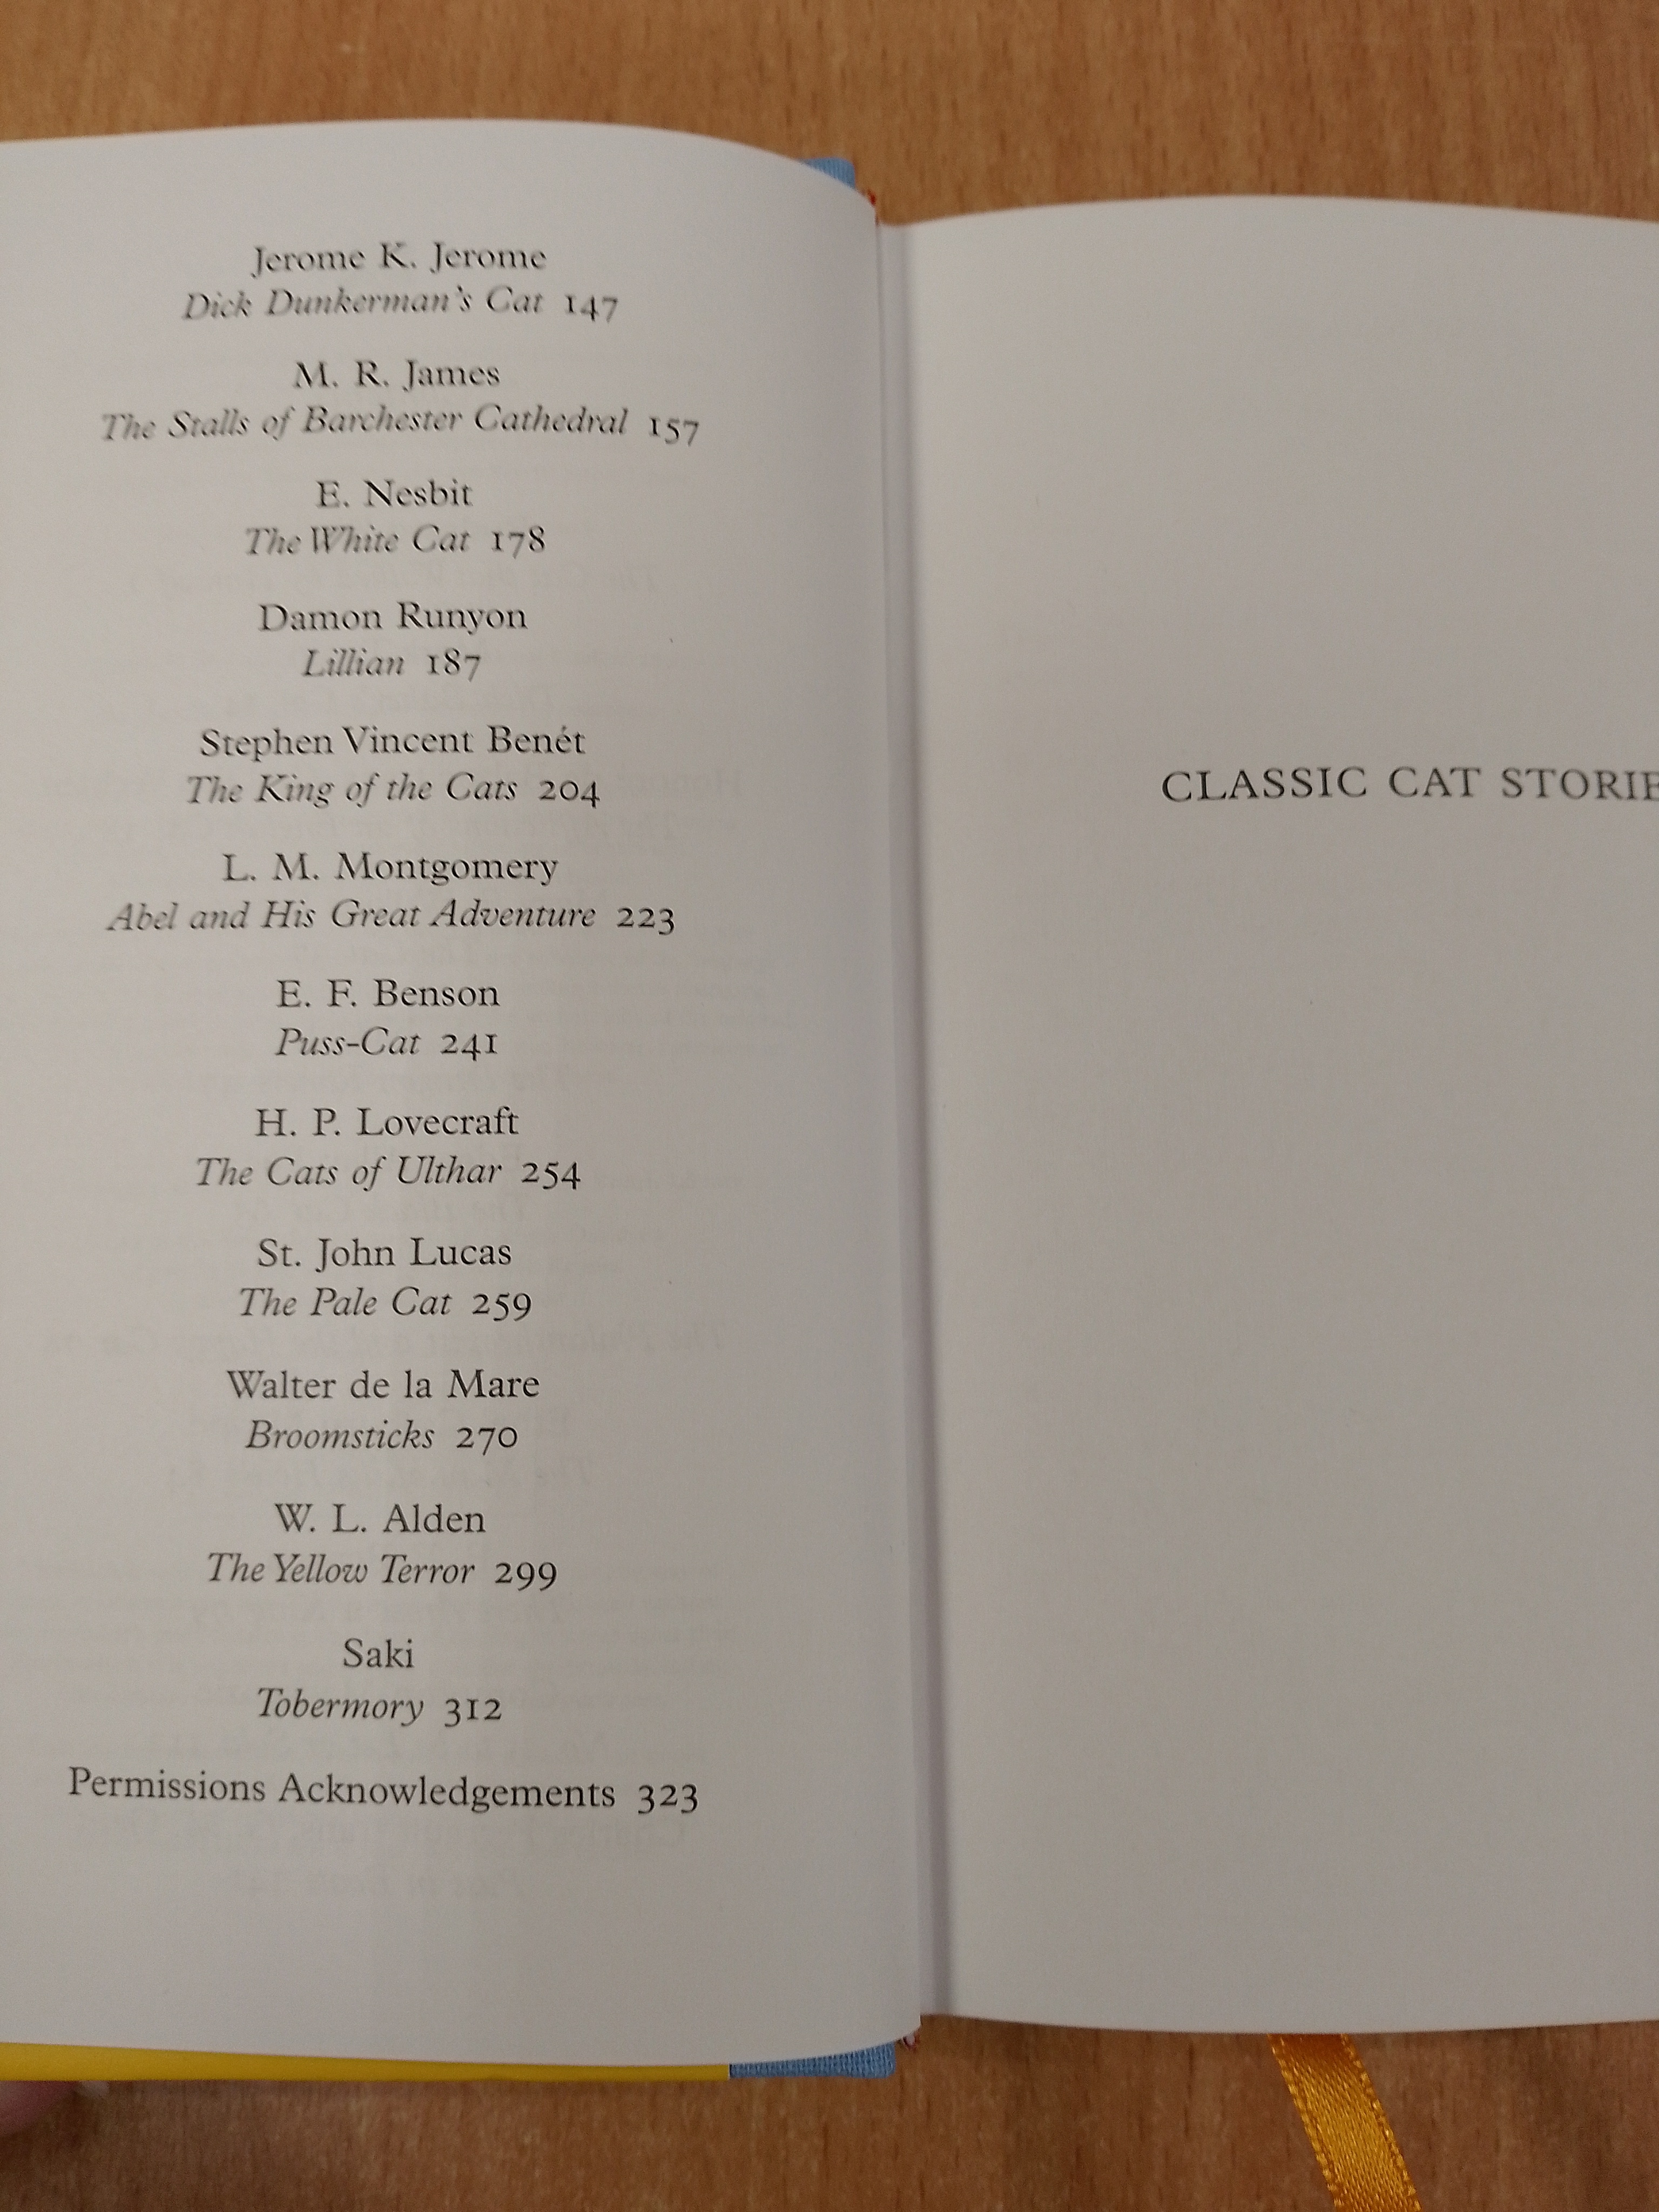 Jerome K. Jerome
Dick Dunkerman's Cat 147
M. R. James
The Stalls of Barchester Cathedral 157
E. Nesbit
The White Cat 178
Damon Runyon
Lillian 187
Stephen Vincent Benét
The King of the Cats 204
L. M. Montgomery
Abel and His Great Adventure 223
E. F. Benson
Puss-Cat 241
H. P. Lovecraft
The Cats of Ulthar 254
St. John Lucas
The Pale Cat 259
Walter de la Mare
Broomsticks 270
W. L. Alden
The Yellow Terror 299
Saki
Tobermory 312
Permissions Acknowledgements 323
CLASSIC CAT STORIE